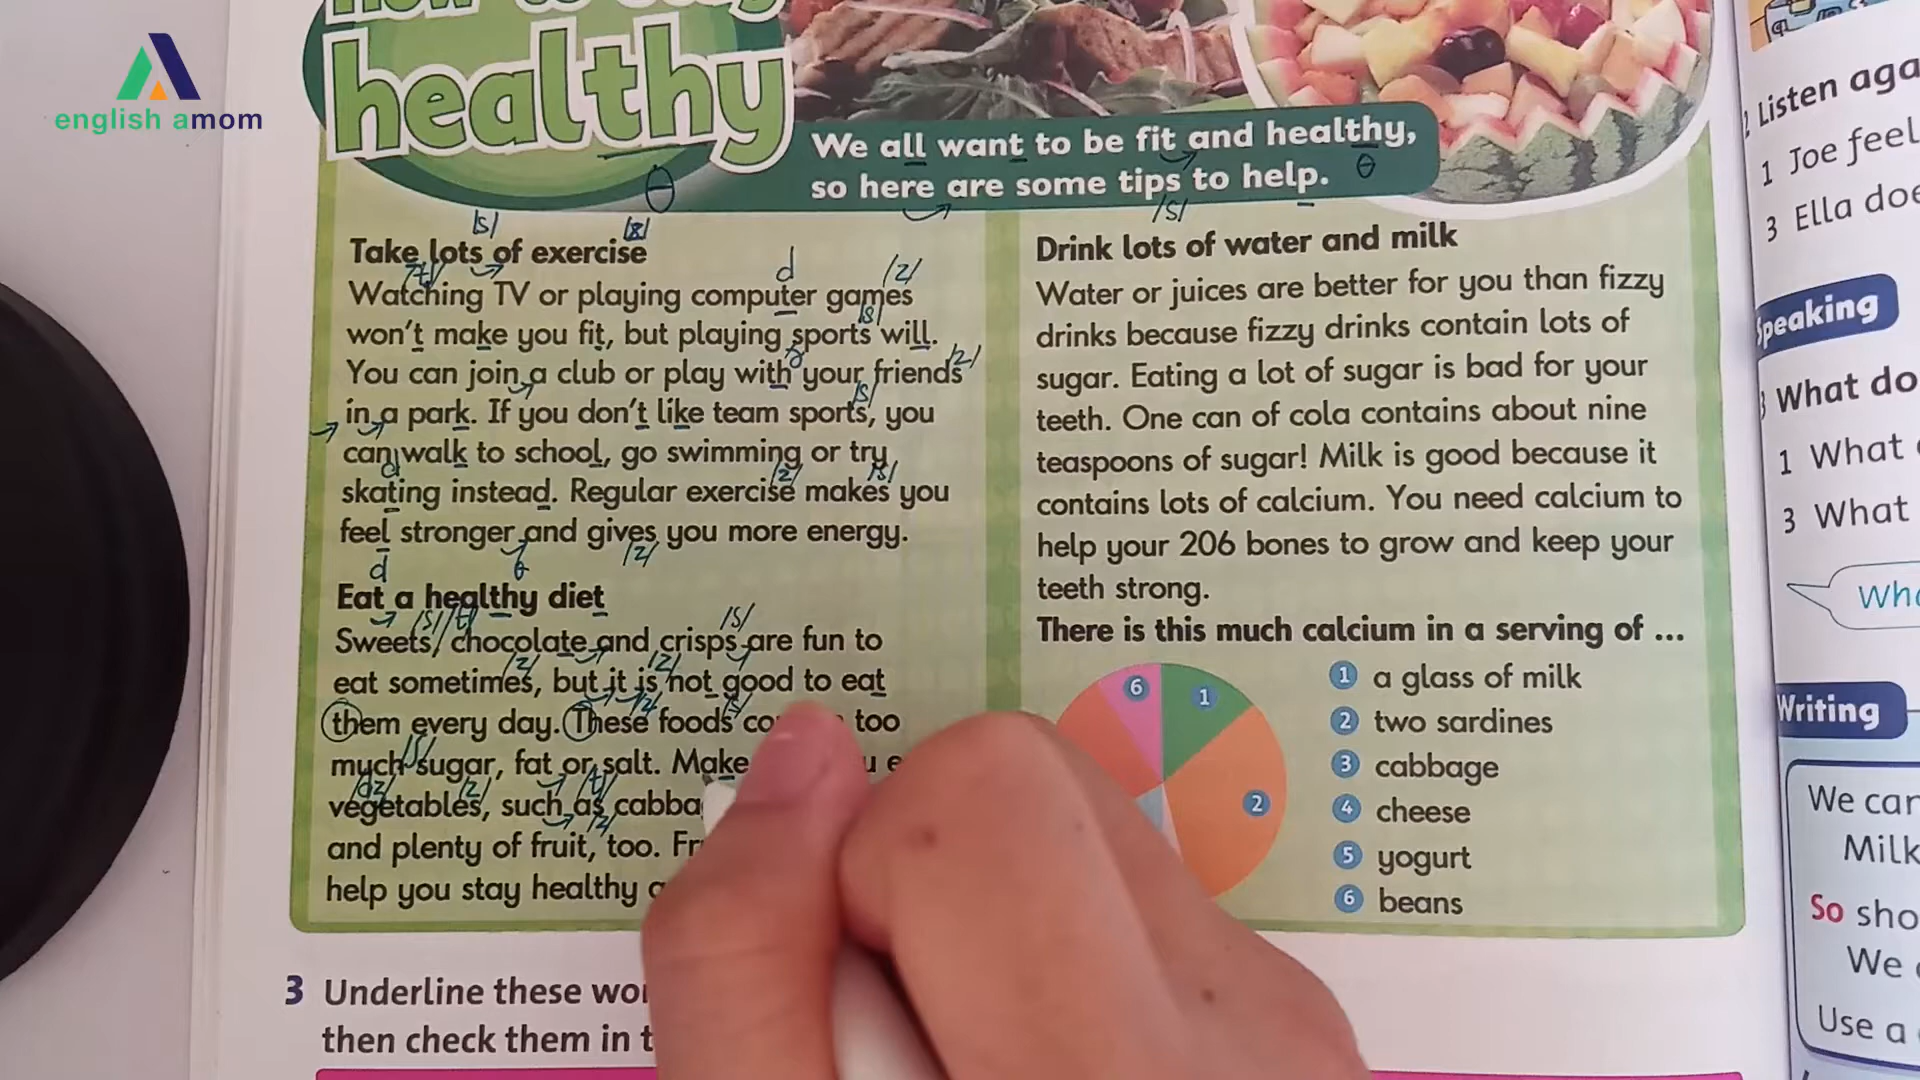 english amom
healthy
We all want to be fit and healthy,
so here are some tips to help.
Take lots of exercise
Watching TV or playing computer games
won't make you fit, but playing sports will.
You can join a club or play with your friends
in a park. If you don't like team sports, you
can walk to school, go swimming or try
skating instead. Regular exercise makes you
feel stronger and gives you more energy.
Eat a healthy diet
Sweets, chocolate and crisps are fun to
eat sometimes, but it is not good to eat
them every day. These foods too
much sugar, fat or salt. Make
vegetables, such as
and plenty of fruit, too.
help you stay healthy
Drink lots of water and milk
Water or juices are better for you than fizzy
drinks because fizzy drinks contain lots of
sugar. Eating a lot of sugar is bad for your
teeth. One can of cola contains about nine
teaspoons of sugar! Milk is good because it
contains lots of calcium. You need calcium to
help your 206 bones to grow and keep your
teeth strong.
There is this much calcium in a serving of ...
6 1
2
1 a glass of milk
2 two sardines
3 cabbage
4 cheese
5 yogurt
6 beans
3 Underline these
then check them in
2 Listen
1 Joe
3 Ella
Speaking
3 What do
1 What
3 What
Writing
We
Milk
So
We
Use a